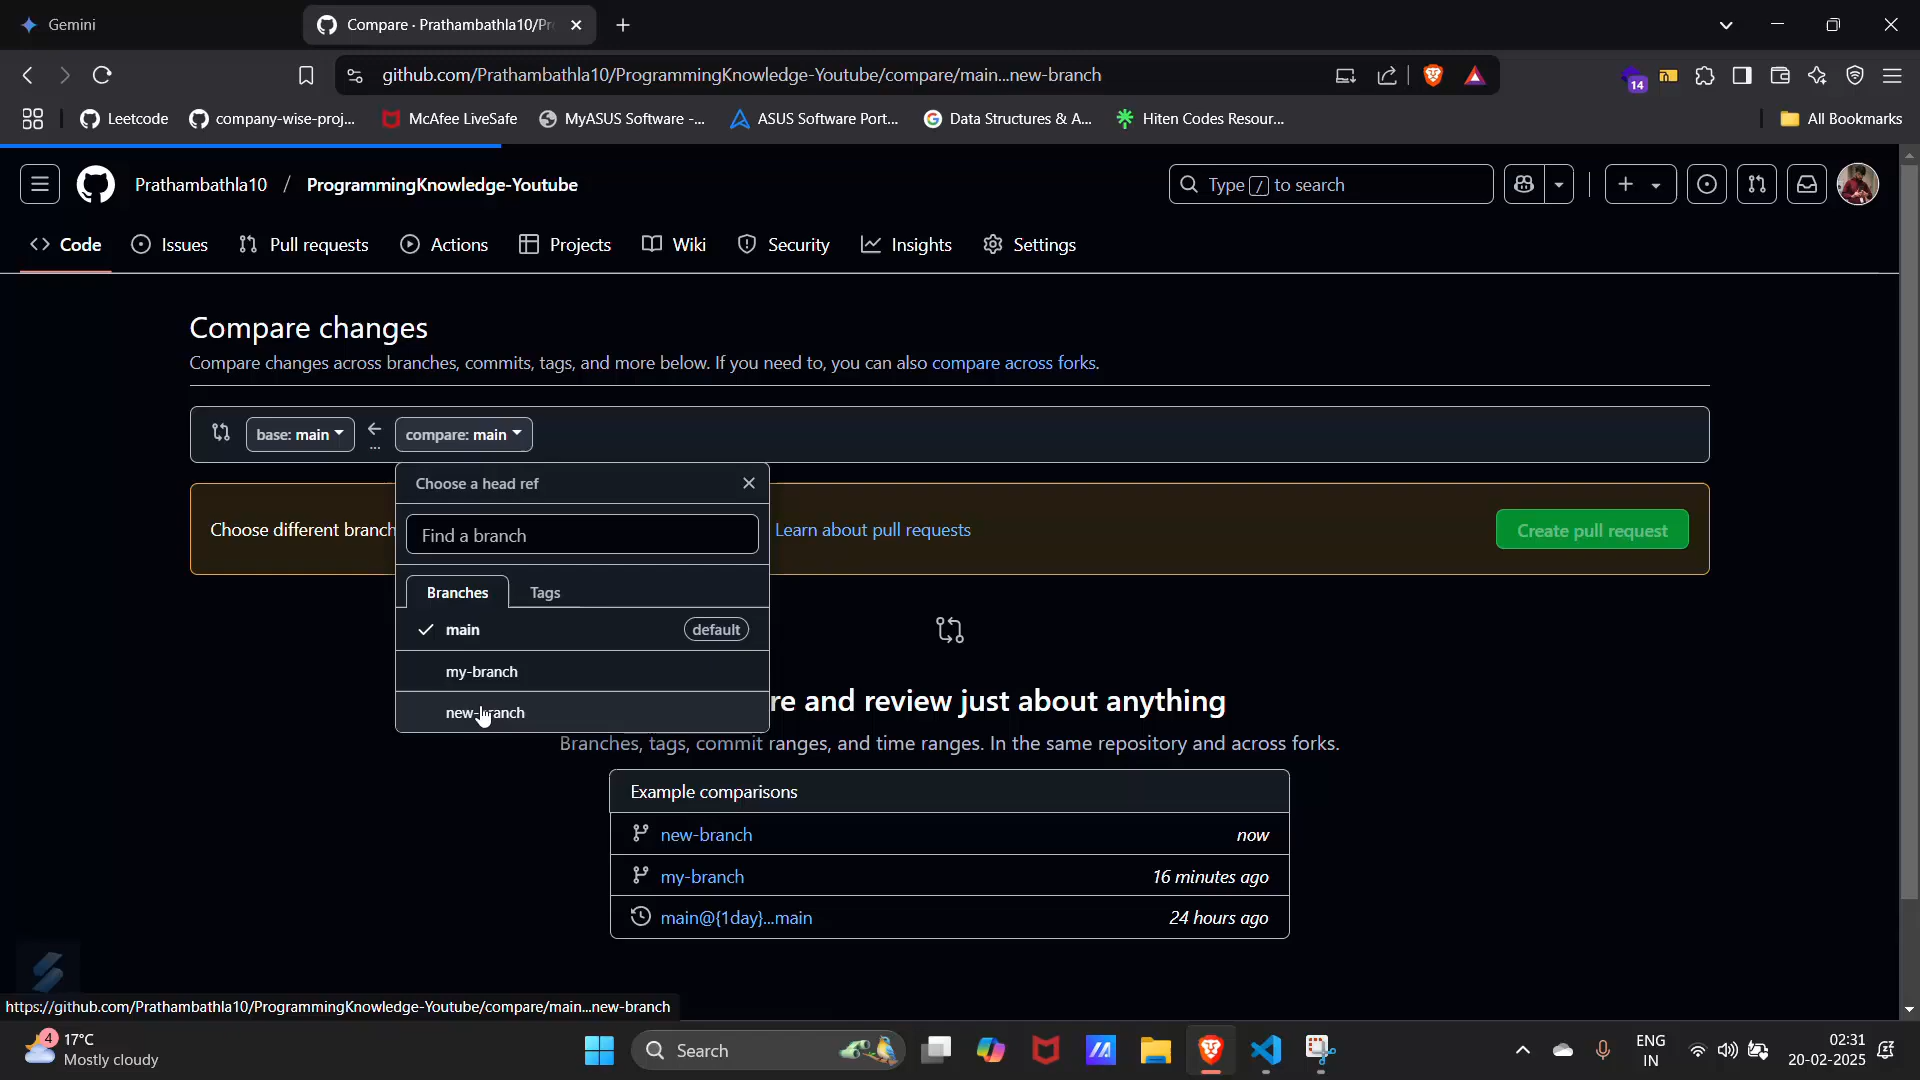 Gemini
Compare · Prathambathla10/Pr
github.com/Prathambathla10/ProgrammingKnowledge-Youtube/compare/main...new-branch
14
Leetcode
company-wise-proj...
McAfee LiveSafe
MyASUS Software -...
ASUS Software Port...
Data Structures & A...
Hiten Codes Resour...
All Bookmarks
Prathambathla10 / ProgrammingKnowledge-Youtube
Type / to search
Code
Issues
Pull requests
Actions
Projects
Wiki
Security
Insights
Settings
Compare changes
Compare changes across branches, commits, tags, and more below. If you need to, you can also compare across forks.
base: main
...
compare: main
Choose a head ref
Choose different branch
Learn about pull requests
Create pull request
Find a branch
Branches
Tags
main
default
my-branch
new-branch
re and review just about anything
Branches, tags, commit ranges, and time ranges. In the same repository and across forks.
Example comparisons
new-branch
now
my-branch
16 minutes ago
main@{1day}...main
24 hours ago
https://github.com/Prathambathla10/ProgrammingKnowledge-Youtube/compare/main...new-branch
4
17°C
Mostly cloudy
Search
ENG
IN
02:31
20-02-2025